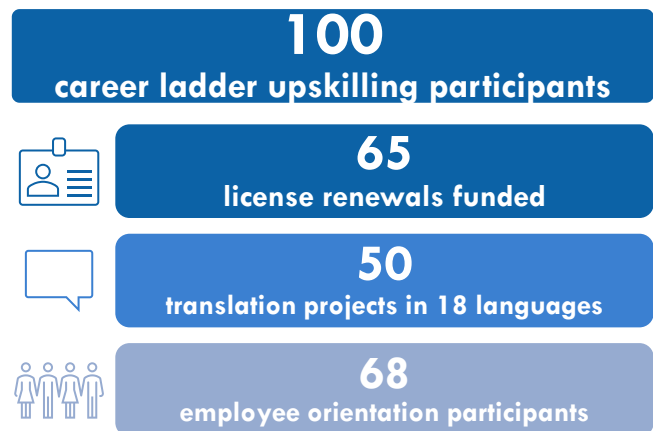 100
career ladder upskilling participants
65
license renewals funded
50
translation projects in 18 languages
68
employee orientation participants